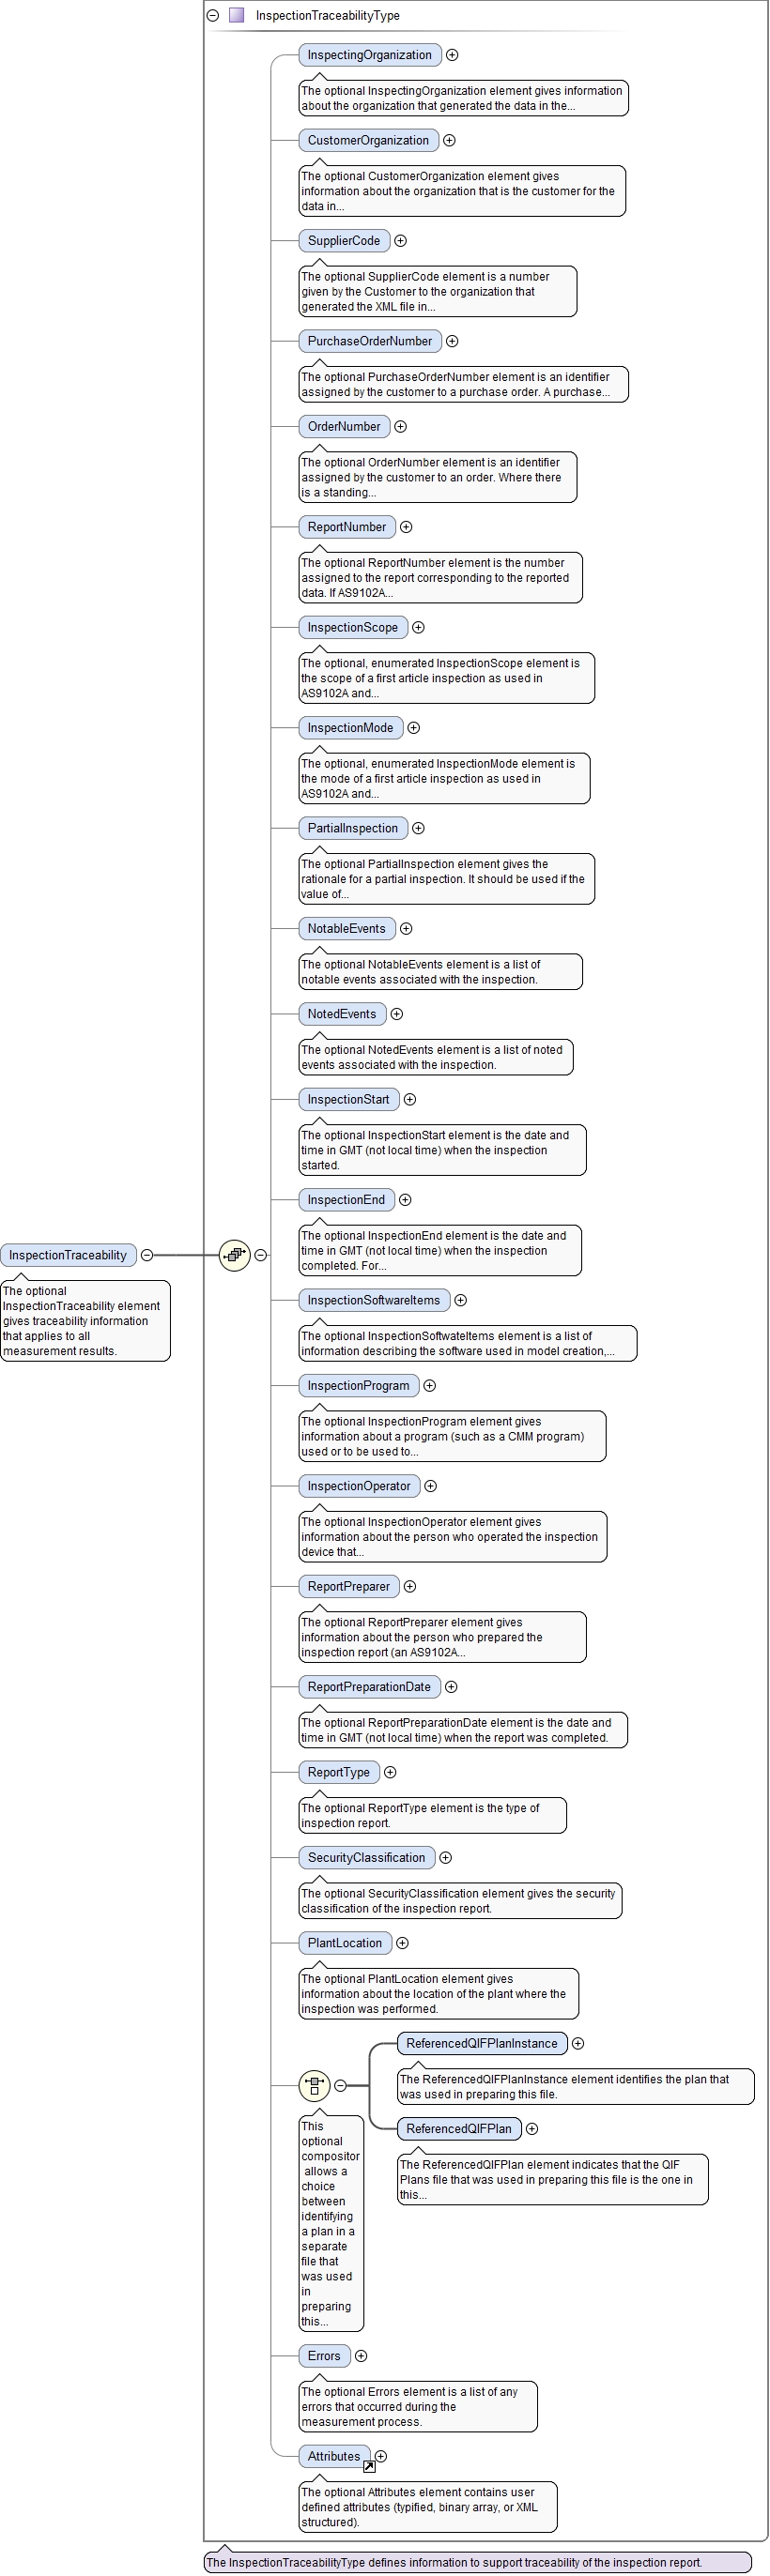 InspectionTraceabilityType
InspectingOrganization
The optional InspectingOrganization element gives information
about the organization that generated the data in the...
CustomerOrganization
The optional CustomerOrganization element gives
information about the organization that is the customer for the
data in...
SupplierCode
The optional SupplierCode element is a number
given by the Customer to the organization that
generated the XML file in...
PurchaseOrderNumber
The optional PurchaseOrderNumber element is an identifier
assigned by the customer to a purchase order. A purchase...
OrderNumber
The optional OrderNumber element is an identifier
assigned by the customer to an order. Where there
is a standing...
ReportNumber
The optional ReportNumber element is the number
assigned to the report corresponding to the reported
data. If AS9102A...
InspectionScope
The optional, enumerated InspectionScope element is
the scope of a first article inspection as used in
AS9102A and...
InspectionMode
The optional, enumerated InspectionMode element is
the mode of a first article inspection as used in
AS9102A and...
PartialInspection
The optional PartialInspection element gives the
rationale for a partial inspection. It should be used if the
value of...
NotableEvents
The optional NotableEvents element is a list of
notable events associated with the inspection.
NotedEvents
The optional NotedEvents element is a list of noted
events associated with the inspection.
InspectionStart
The optional InspectionStart element is the date and
time in GMT (not local time) when the inspection
started.
InspectionEnd
The optional InspectionEnd element is the date and
time in GMT (not local time) when the inspection
completed. For...
InspectionTraceability
The optional
InspectionTraceability element
gives traceability information
that applies to all
measurement results.
InspectionSoftwareItems
The optional InspectionSoftwateItems element is a list of
information describing the software used in model creation,...
InspectionProgram
The optional InspectionProgram element gives
information about a program (such as a CMM program)
used or to be used to...
InspectionOperator
The optional InspectionOperator element gives
information about the person who operated the inspection
device that...
ReportPreparer
The optional ReportPreparer element gives
information about the person who prepared the
inspection report (an AS9102A...
ReportPreparationDate
The optional ReportPreparationDate element is the date and
time in GMT (not local time) when the report was completed.
ReportType
The optional ReportType element is the type of
inspection report.
SecurityClassification
The optional SecurityClassification element gives the security
classification of the inspection report.
PlantLocation
The optional PlantLocation element gives
information about the location of the plant where the
inspection was performed.
ReferencedQIFPlanInstance
The ReferencedQIFPlanInstance element identifies the plan that
was used in preparing this file.
ReferencedQIFPlan
The ReferencedQIFPlan element indicates that the QIF
Plans file that was used in preparing this file is the one in
this...
This
optional
compositor
allows a
choice
between
identifying
a plan in a
separate
file that
was used
in
preparing
this...
Errors
The optional Errors element is a list of any
errors that occurred during the
measurement process.
Attributes
The optional Attributes element contains user
defined attributes (typified, binary array, or XML
structured).
The InspectionTraceabilityType defines information to support traceability of the inspection report.